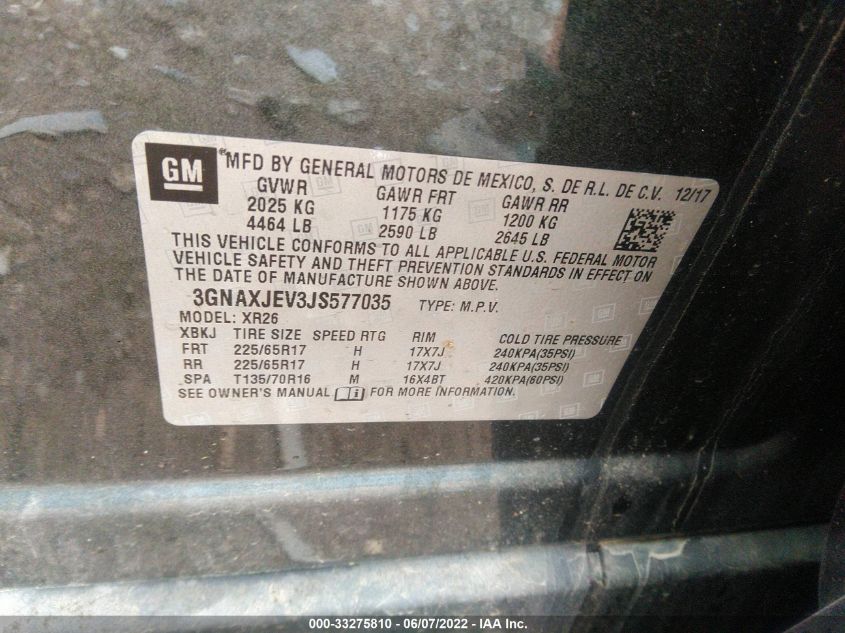 GM ® MFD BY GENERAL MOTORS DE MEXICO, S. DE R.L. DE C.V. 12/17
GVWR GAWR FRT GAWR RR
2025 KG 1175 KG 1200 KG
4464 LB 2590 LB 2645 LB
THIS VEHICLE CONFORMS TO ALL APPLICABLE U.S. FEDERAL MOTOR
VEHICLE SAFETY AND THEFT PREVENTION STANDARDS IN EFFECT ON
THE DATE OF MANUFACTURE SHOWN ABOVE.
3GNAXJEV3JS577035 TYPE: M.P.V.
MODEL: XR26
XBKJ TIRE SIZE SPEED RTG RIM COLD TIRE PRESSURE
FRT 225/65R17 H 17X7J 240KPA(35PSI)
RR 225/65R17 H 17X7J 240KPA(35PSI)
SPA T135/70R16 M 16X4BT 420KPA(60PSI)
SEE OWNER'S MANUAL FOR MORE INFORMATION.
000-33275810 - 06/07/2022 - IAA Inc.